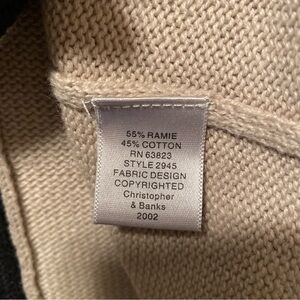 55% RAMIE
45% COTTON
RN 63823
STYLE 2945
FABRIC DESIGN
COPYRIGHTED
Christopher
& Banks
2002